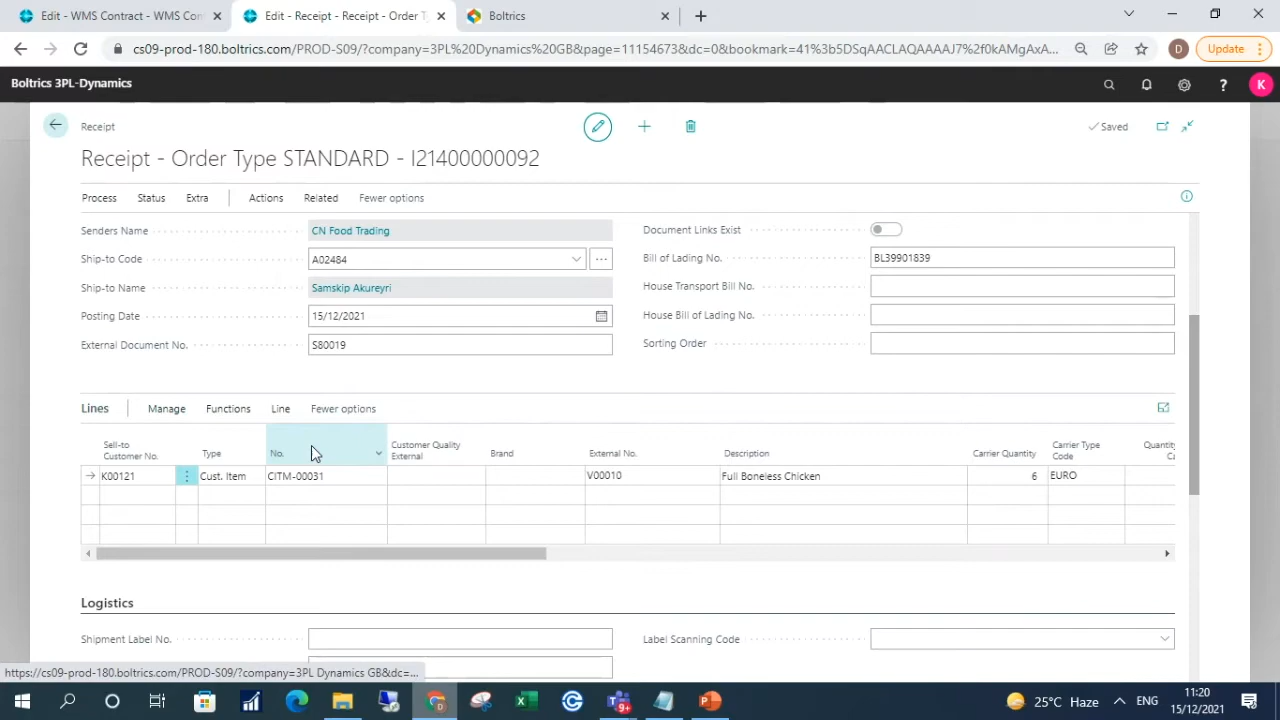 Edit - WMS Contract - WMS Contract ·
Edit - Receipt - Receipt - Order Ty
Boltrics
cs09-prod-180.boltrics.com/PROD-S09/?company=3PL%20Dynamics%20GB&page=11154673&dc=0&bookmark=41%3b5DSqAACLAQAAAAJ7%2f0kAMgAxA...
D
Update
Boltrics 3PL-Dynamics
?
K
Receipt
Saved
Receipt - Order Type STANDARD - I21400000092
Process Status Extra Actions Related Fewer options
Senders Name CN Food Trading Document Links Exist
Ship-to Code A02484 Bill of Lading No. BL39901839
Ship-to Name Samskip Akureyri House Transport Bill No.
Posting Date 15/12/2021 House Bill of Lading No.
External Document No. S80019 Sorting Order
Lines Manage Functions Line Fewer options
Sell-to Customer No. Type No. Customer Quality External Brand External No. Description Carrier Quantity Carrier Type Code
K00121 Cust. Item CITM-00031 V00010 Full Boneless Chicken 6 EURO
Logistics
Shipment Label No. Label Scanning Code
https://cs09-prod-180.boltrics.com/PROD-S09/?company=3PL Dynamics GB&dc=...
9+
25°C Haze
ENG
11:20
15/12/2021